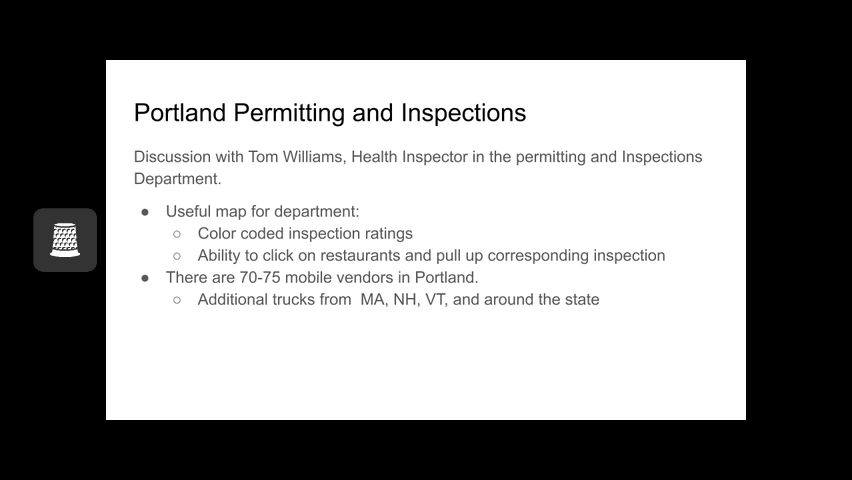 Portland Permitting and Inspections
Discussion with Tom Williams, Health Inspector in the permitting and Inspections
Department.
● Useful map for department:
○ Color coded inspection ratings
○ Ability to click on restaurants and pull up corresponding inspection
● There are 70-75 mobile vendors in Portland.
○ Additional trucks from  MA, NH, VT, and around the state